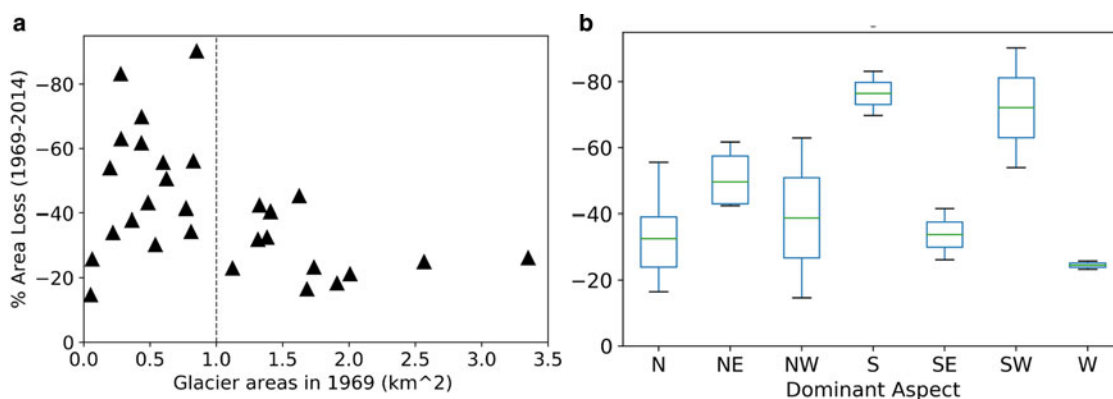 a
% Area Loss (1969-2014)
−80
−60
−40
−20
0
0.0 0.5 1.0 1.5 2.0 2.5 3.0 3.5
Glacier areas in 1969 (km^2)
b
−80
−60
−40
−20
0
N NE NW S SE SW W
Dominant Aspect